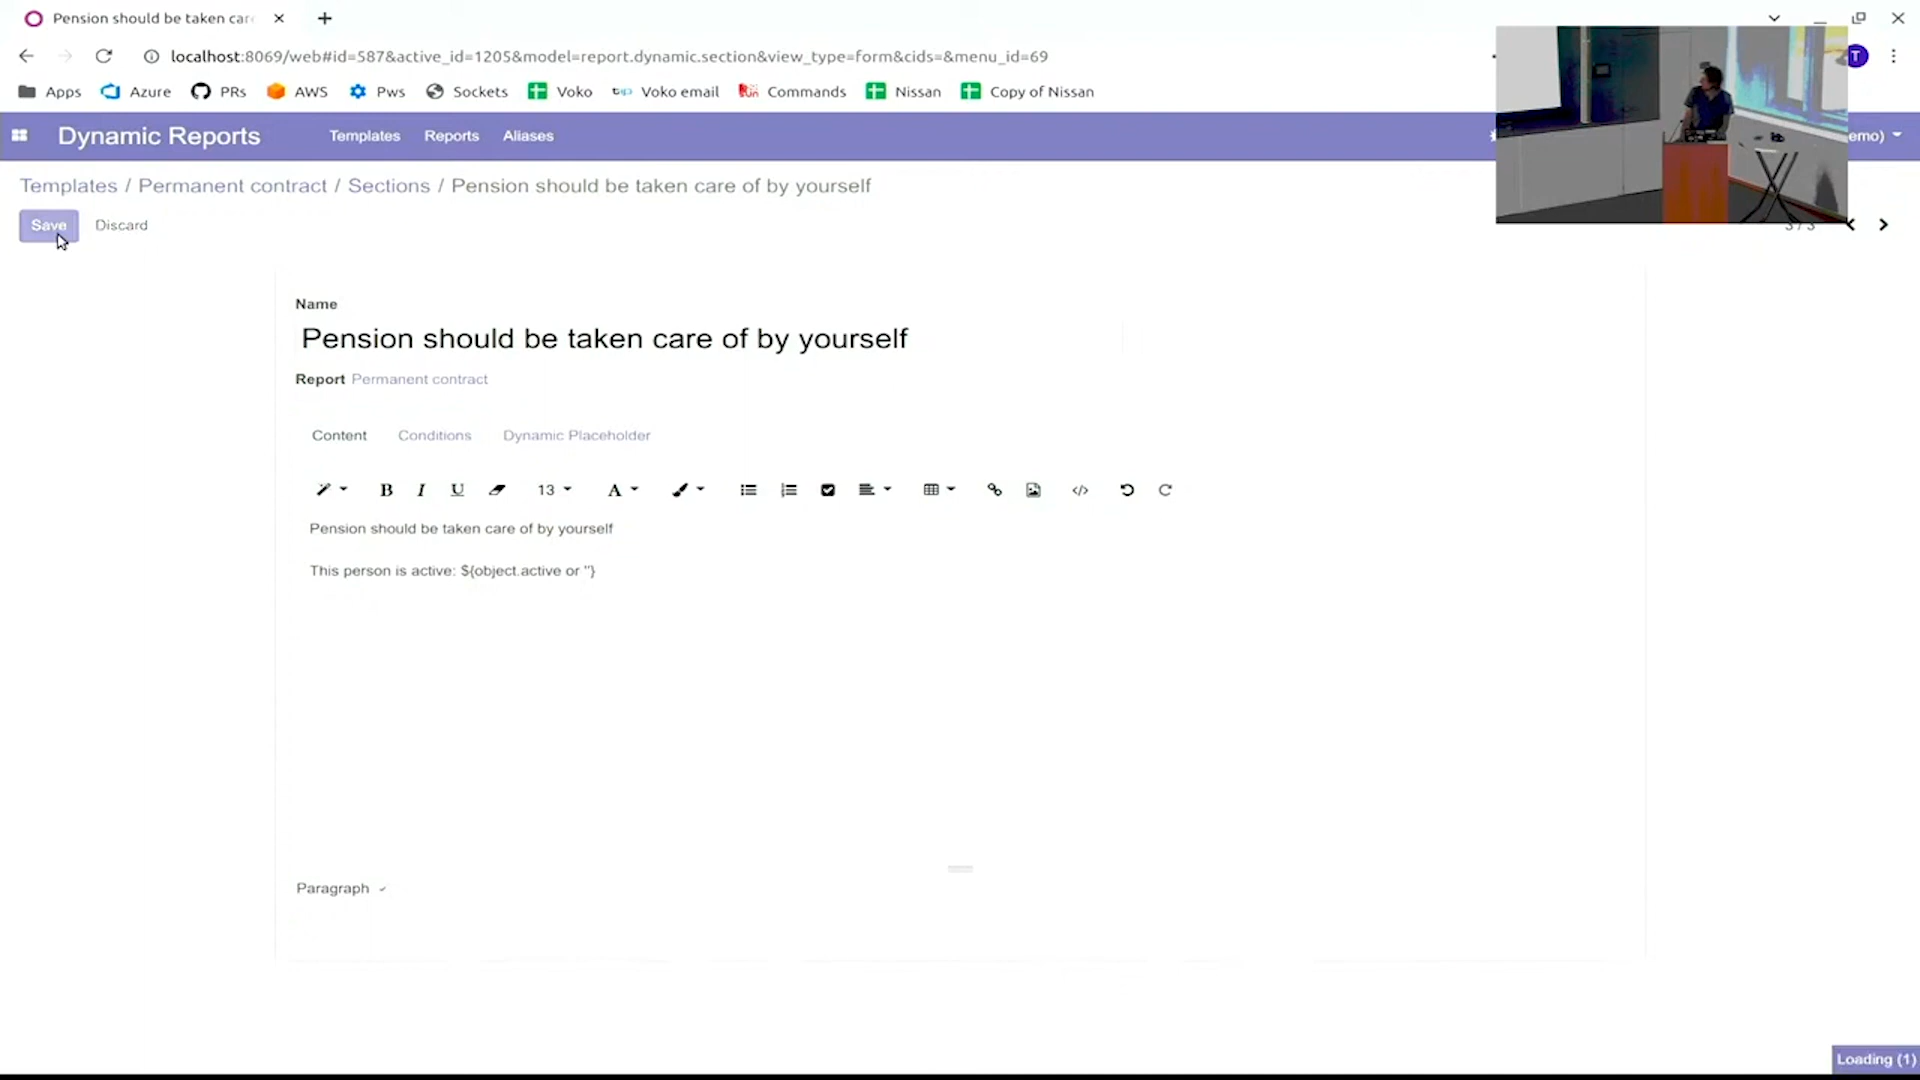 Pension should be taken car
localhost:8069/web#id=587&active_id=1205&model=report.dynamic.section&view_type=form&cids=&menu_id=69
T
Apps Azure PRs AWS Pws Sockets Voko Voko email Commands Nissan Copy of Nissan
Dynamic Reports Templates Reports Aliases emo)
Templates / Permanent contract / Sections / Pension should be taken care of by yourself
Save Discard 3 / 3
Name
Pension should be taken care of by yourself
Report Permanent contract
Content Conditions Dynamic Placeholder
B I U 13 A
Pension should be taken care of by yourself
This person is active: ${object.active or ''}
Paragraph
Loading (1)